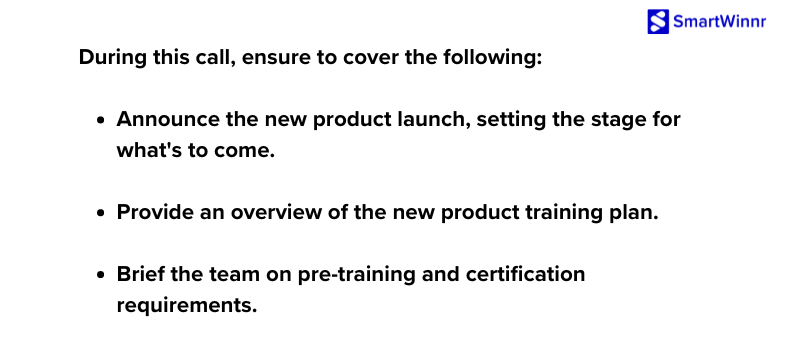 SmartWinnr
During this call, ensure to cover the following:
• Announce the new product launch, setting the stage for
what's to come.
• Provide an overview of the new product training plan.
• Brief the team on pre-training and certification
requirements.